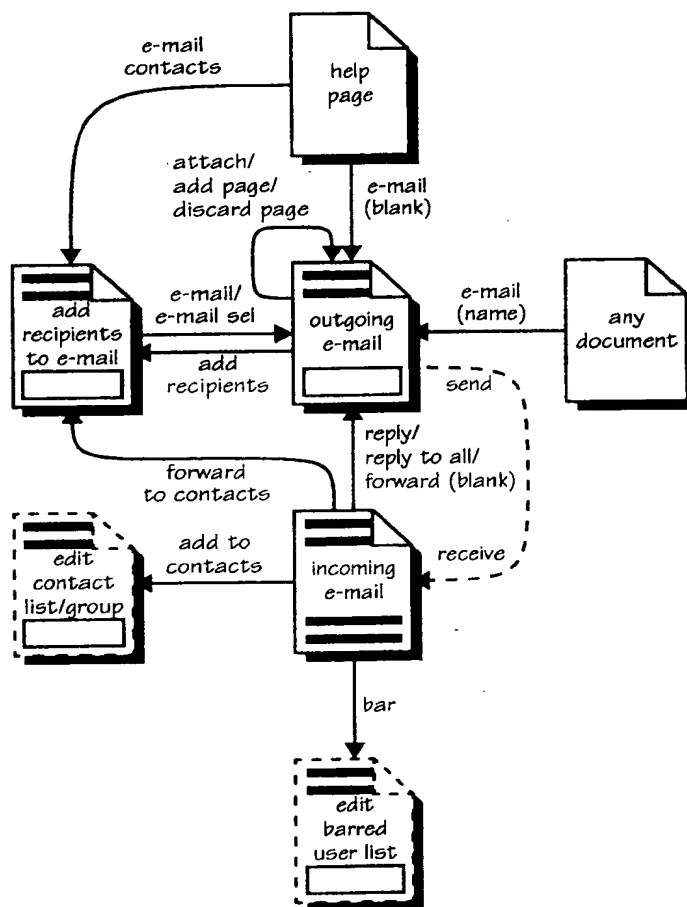 e-mail
contacts
help
page
attach/
add page/
discard page
e-mail
(blank)
add
recipients
to e-mail
e-mail/
e-mail sel
add
recipients
outgoing
e-mail
e-mail
(name)
any
document
send
reply/
reply to all/
forward (blank)
forward
to contacts
edit
contact
list/group
add to
contacts
incoming
e-mail
receive
bar
edit
barred
user list